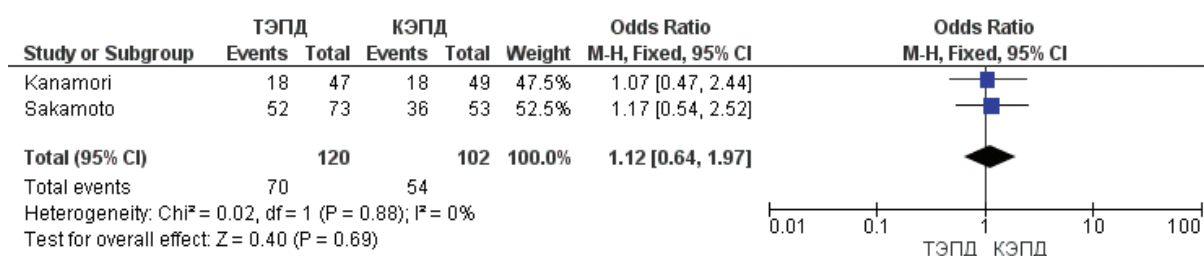 ТЭПД КЭПД Odds Ratio Odds Ratio
Study or Subgroup Events Total Events Total Weight M-H, Fixed, 95% CI M-H, Fixed, 95% CI
Kanamori 18 47 18 49 47.5% 1.07 [0.47, 2.44]
Sakamoto 52 73 36 53 52.5% 1.17 [0.54, 2.52]
Total (95% CI) 120 102 100.0% 1.12 [0.64, 1.97]
Total events 70 54
Heterogeneity: Chi² = 0.02, df = 1 (P = 0.88); I² = 0%
Test for overall effect: Z = 0.40 (P = 0.69)
0.01 0.1 1 10 100
ТЭПД КЭПД